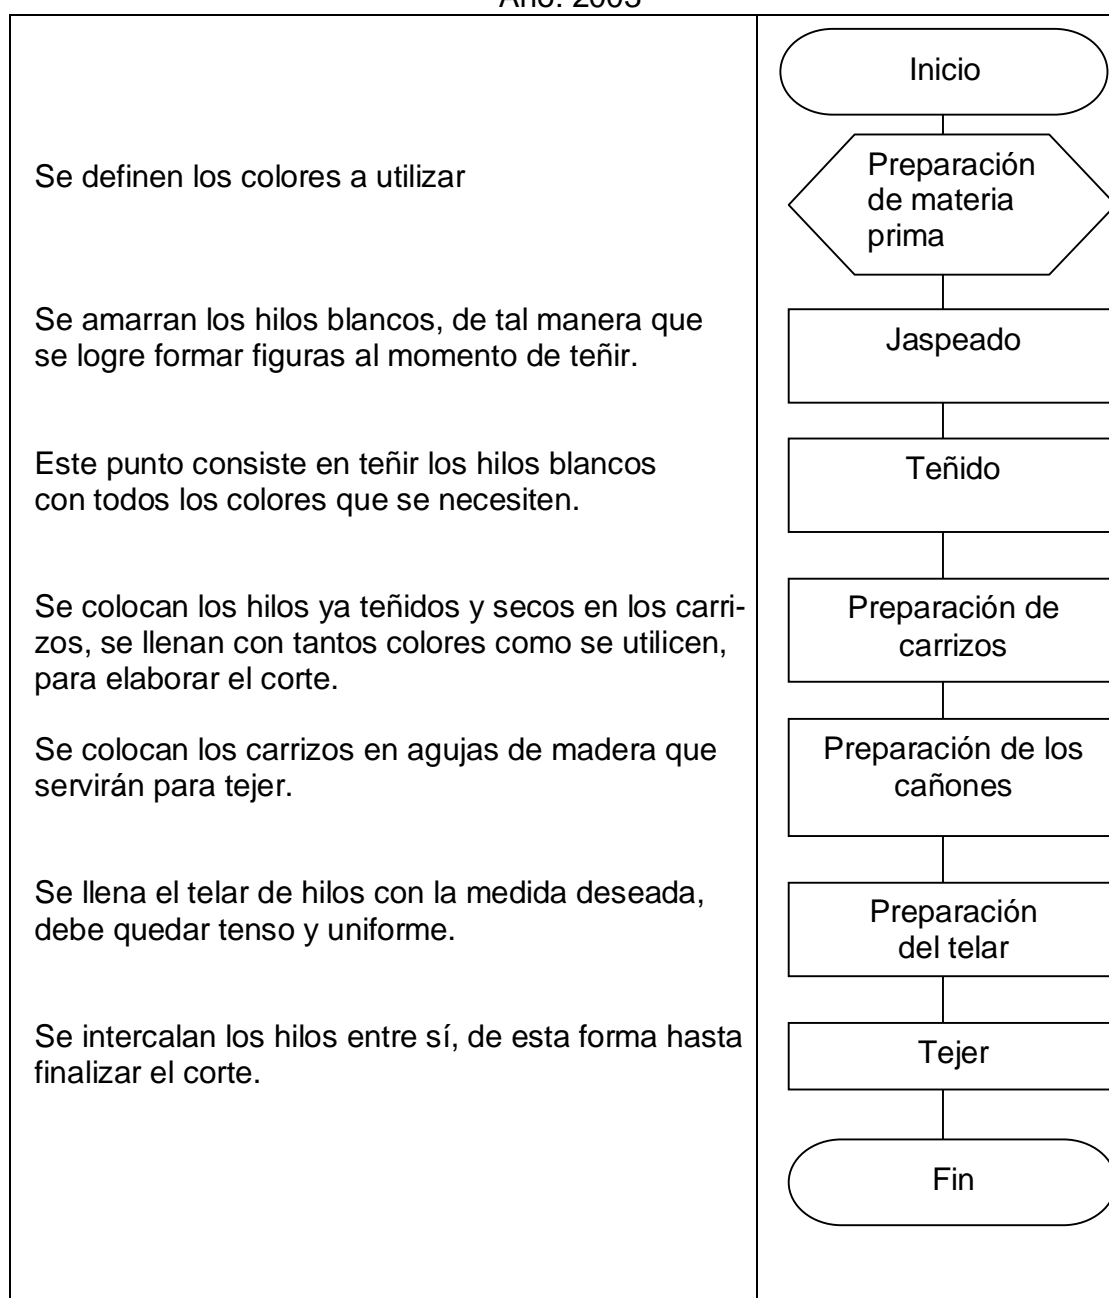 Año: 2003
Inicio
Se definen los colores a utilizar
Preparación
de materia
prima
Se amarran los hilos blancos, de tal manera que
se logre formar figuras al momento de teñir.
Jaspeado
Este punto consiste en teñir los hilos blancos
con todos los colores que se necesiten.
Teñido
Se colocan los hilos ya teñidos y secos en los carri-
zos, se llenan con tantos colores como se utilicen,
para elaborar el corte.
Preparación de
carrizos
Se colocan los carrizos en agujas de madera que
servirán para tejer.
Preparación de los
cañones
Se llena el telar de hilos con la medida deseada,
debe quedar tenso y uniforme.
Preparación
del telar
Se intercalan los hilos entre sí, de esta forma hasta
finalizar el corte.
Tejer
Fin